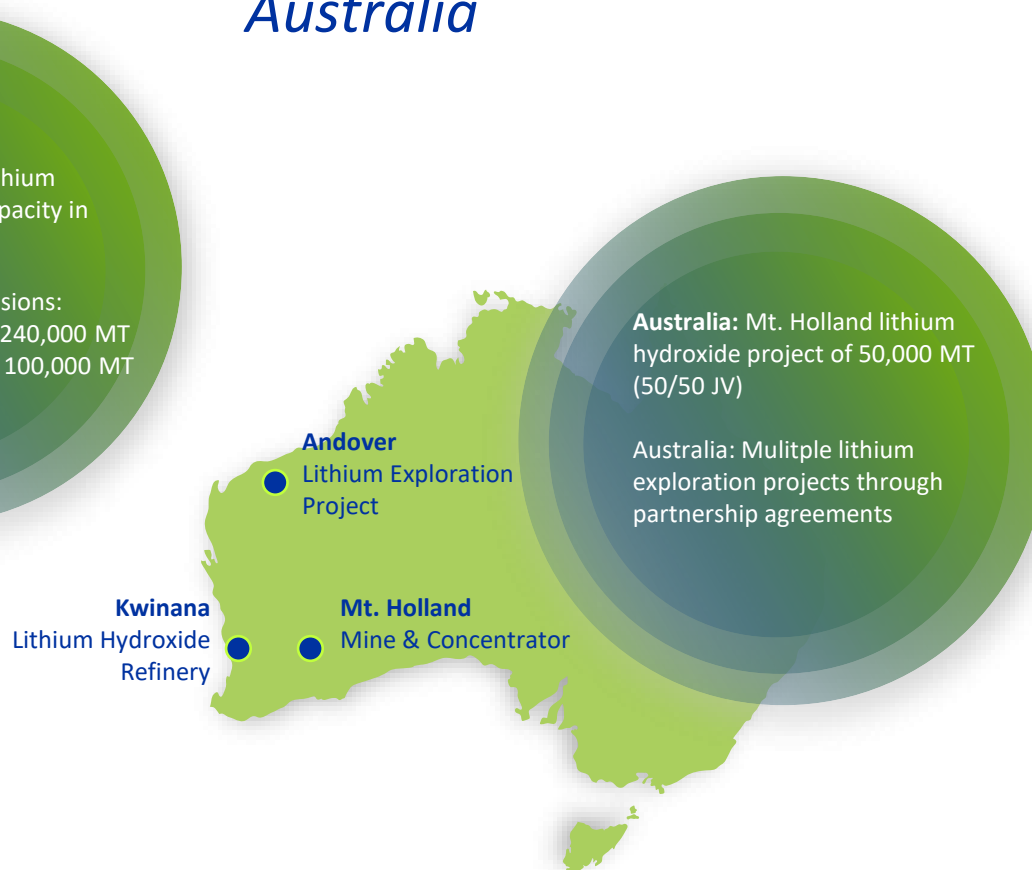 Australia
hium
pacity in
sions:
240,000 MT
100,000 MT
Australia: Mt. Holland lithium
hydroxide project of 50,000 MT
(50/50 JV)
Australia: Mulitple lithium
exploration projects through
partnership agreements
Andover
Lithium Exploration
Project
Kwinana
Lithium Hydroxide
Refinery
Mt. Holland
Mine & Concentrator